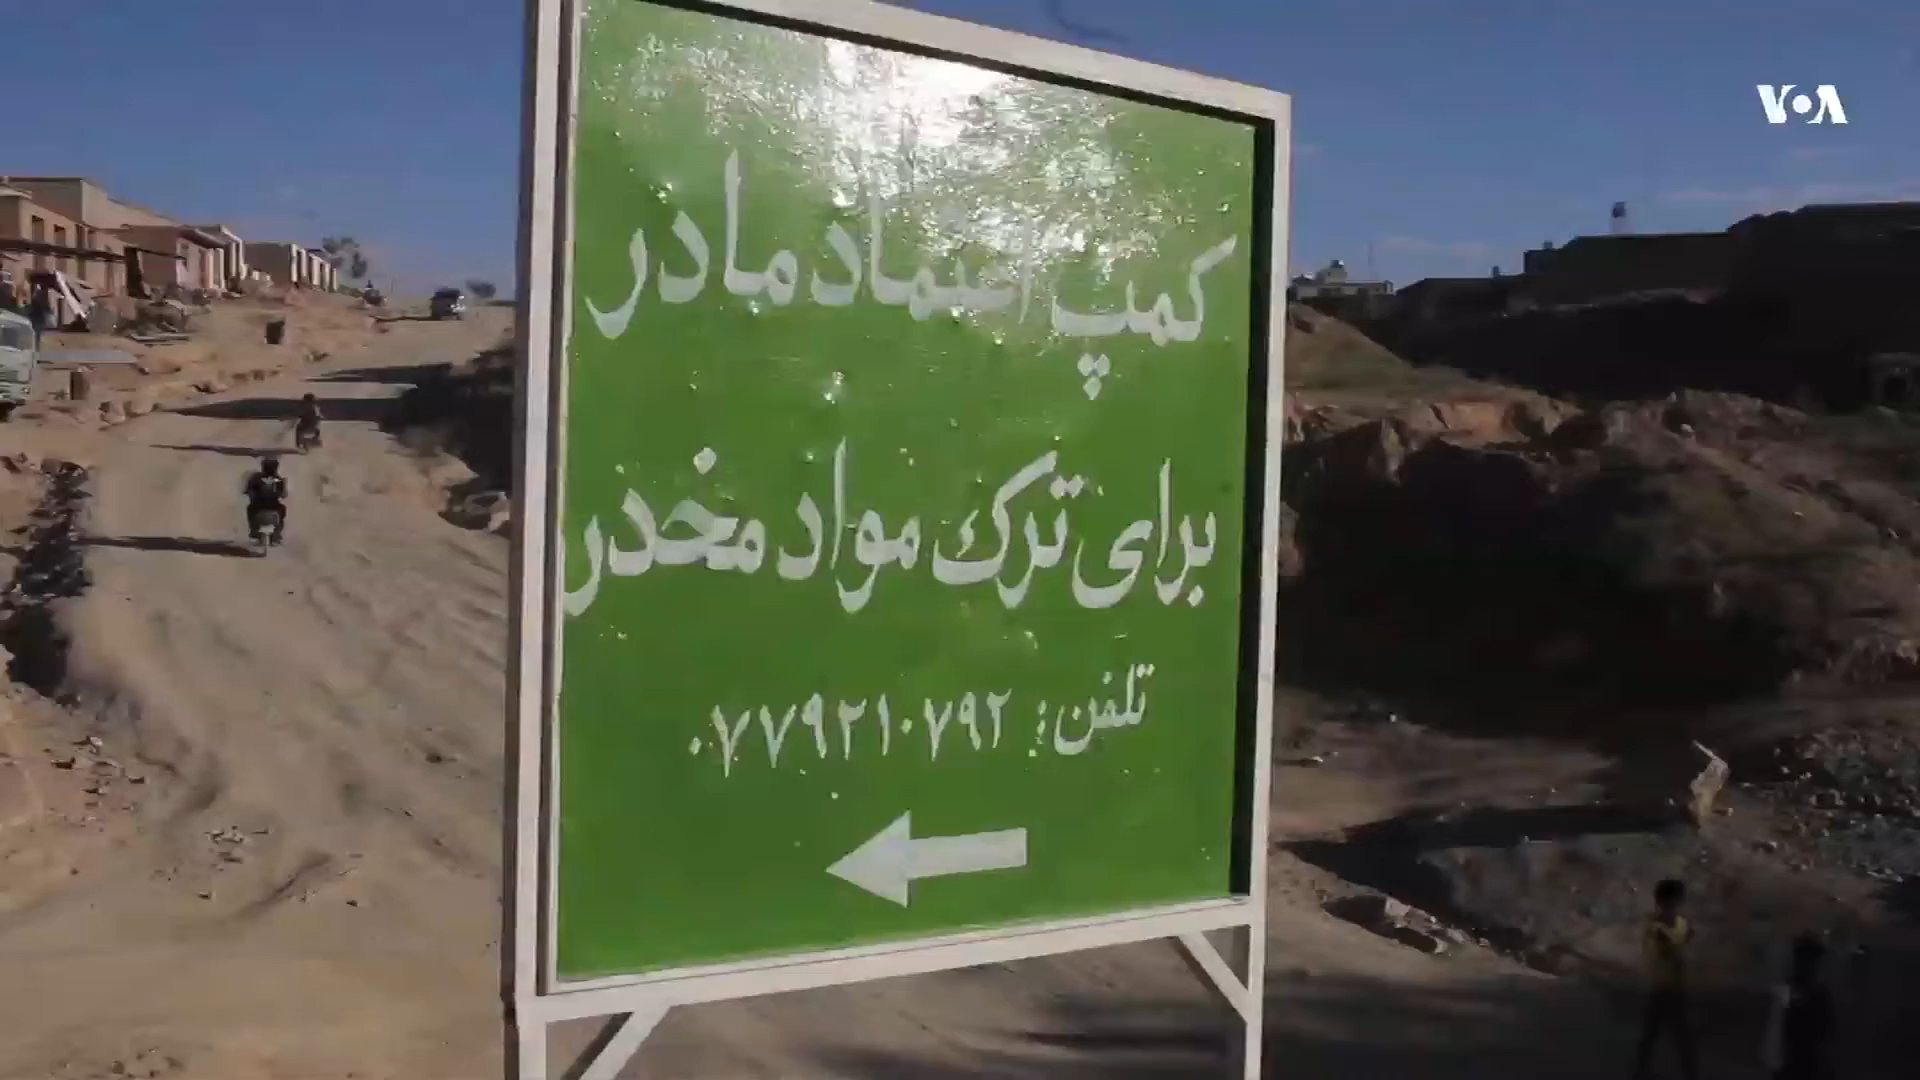 VOA
کمپ اعتماد مادر
برای ترک مواد مخدر
تلفن: ۰۷۷۹۲۱۰۷۹۲